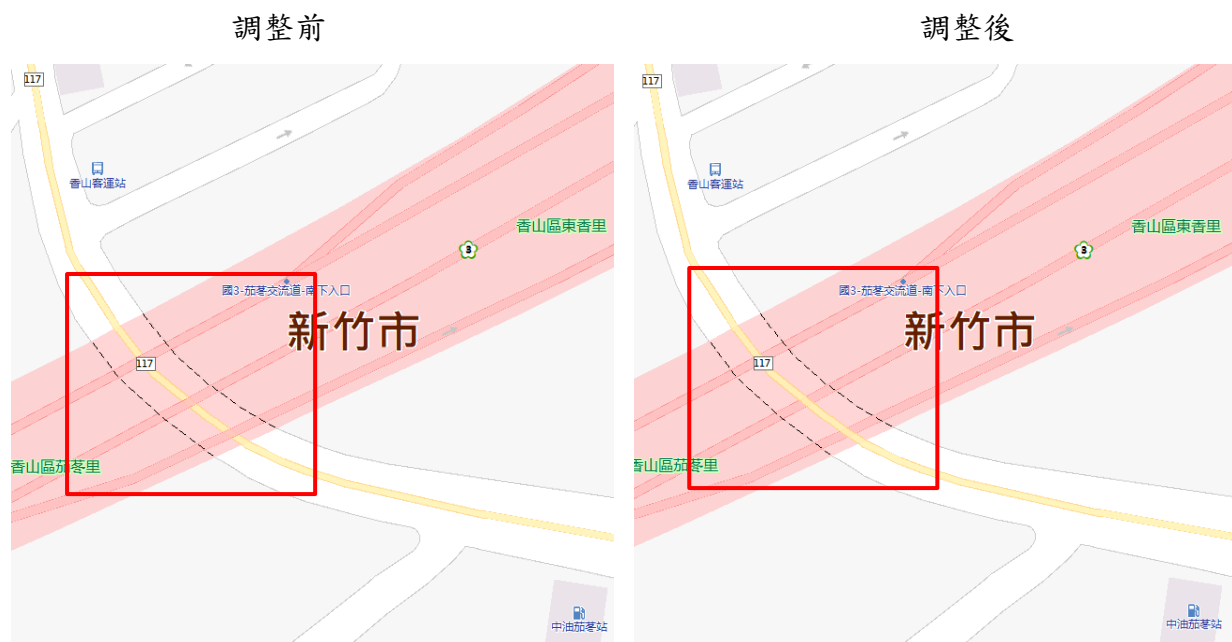 調整前
調整後
117
香山客運站
香山區東香里
3
國3-茄苳交流道-南下入口
新竹市
117
香山區茄苳里
中油茄苳站
117
香山客運站
香山區東香里
3
國3-茄苳交流道-南下入口
新竹市
117
香山區茄苳里
中油茄苳站